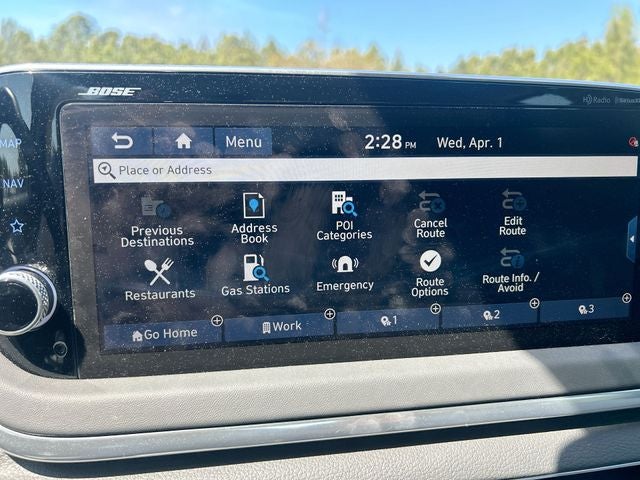 BOSE
HD Radio
MAP
NAV
Menu
2:28 PM
Wed, Apr. 1
Place or Address
Previous
Destinations
Address
Book
POI
Categories
Cancel
Route
Edit
Route
Restaurants
Gas Stations
Emergency
Route
Options
Route Info. /
Avoid
Go Home
Work
1
2
3